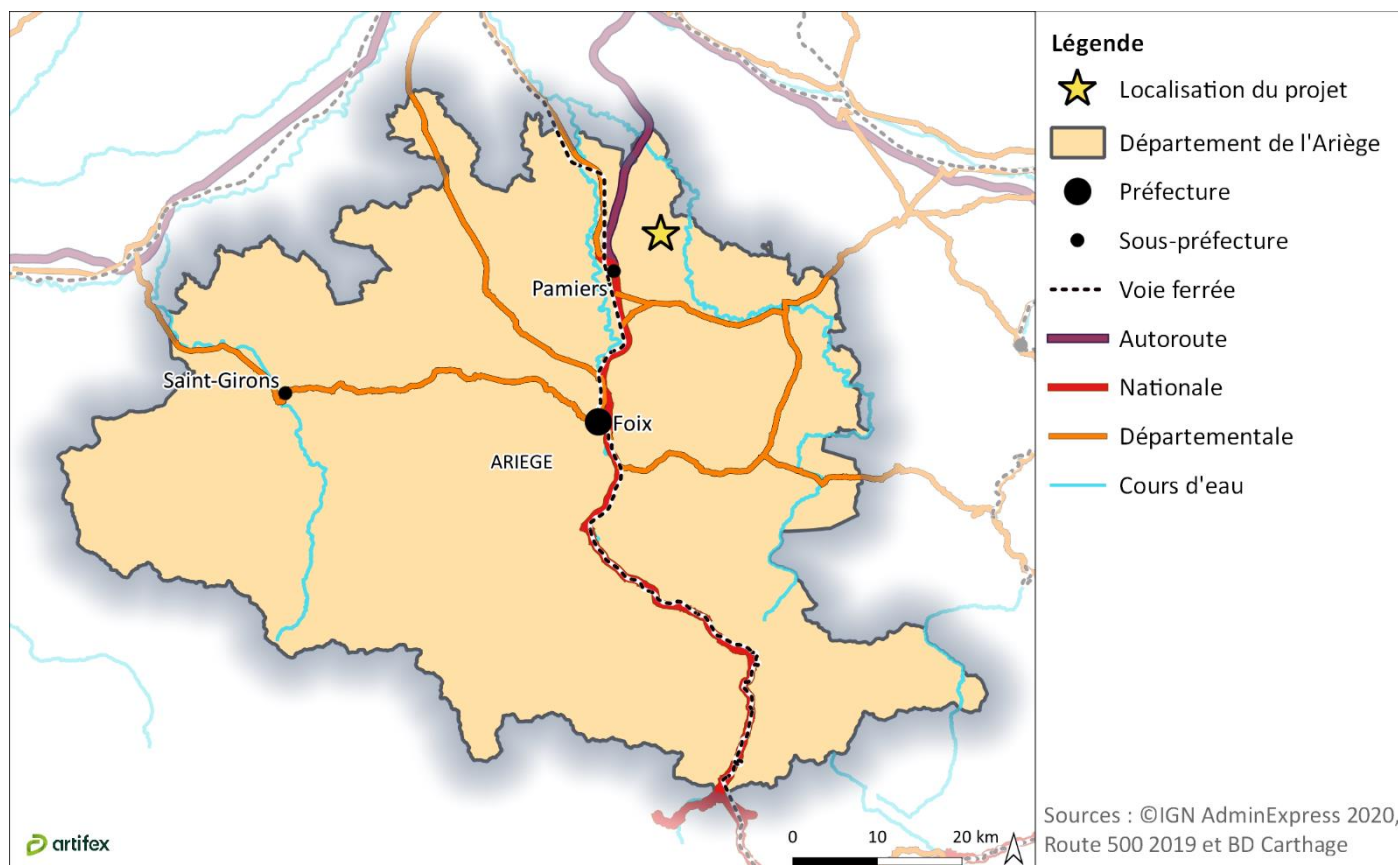 Pamiers
Saint-Girons
Foix
ARIEGE
artifex
0 10 20 km
Légende
Localisation du projet
Département de l'Ariège
Préfecture
Sous-préfecture
Voie ferrée
Autoroute
Nationale
Départementale
Cours d'eau
Sources : ©IGN AdminExpress 2020,
Route 500 2019 et BD Carthage